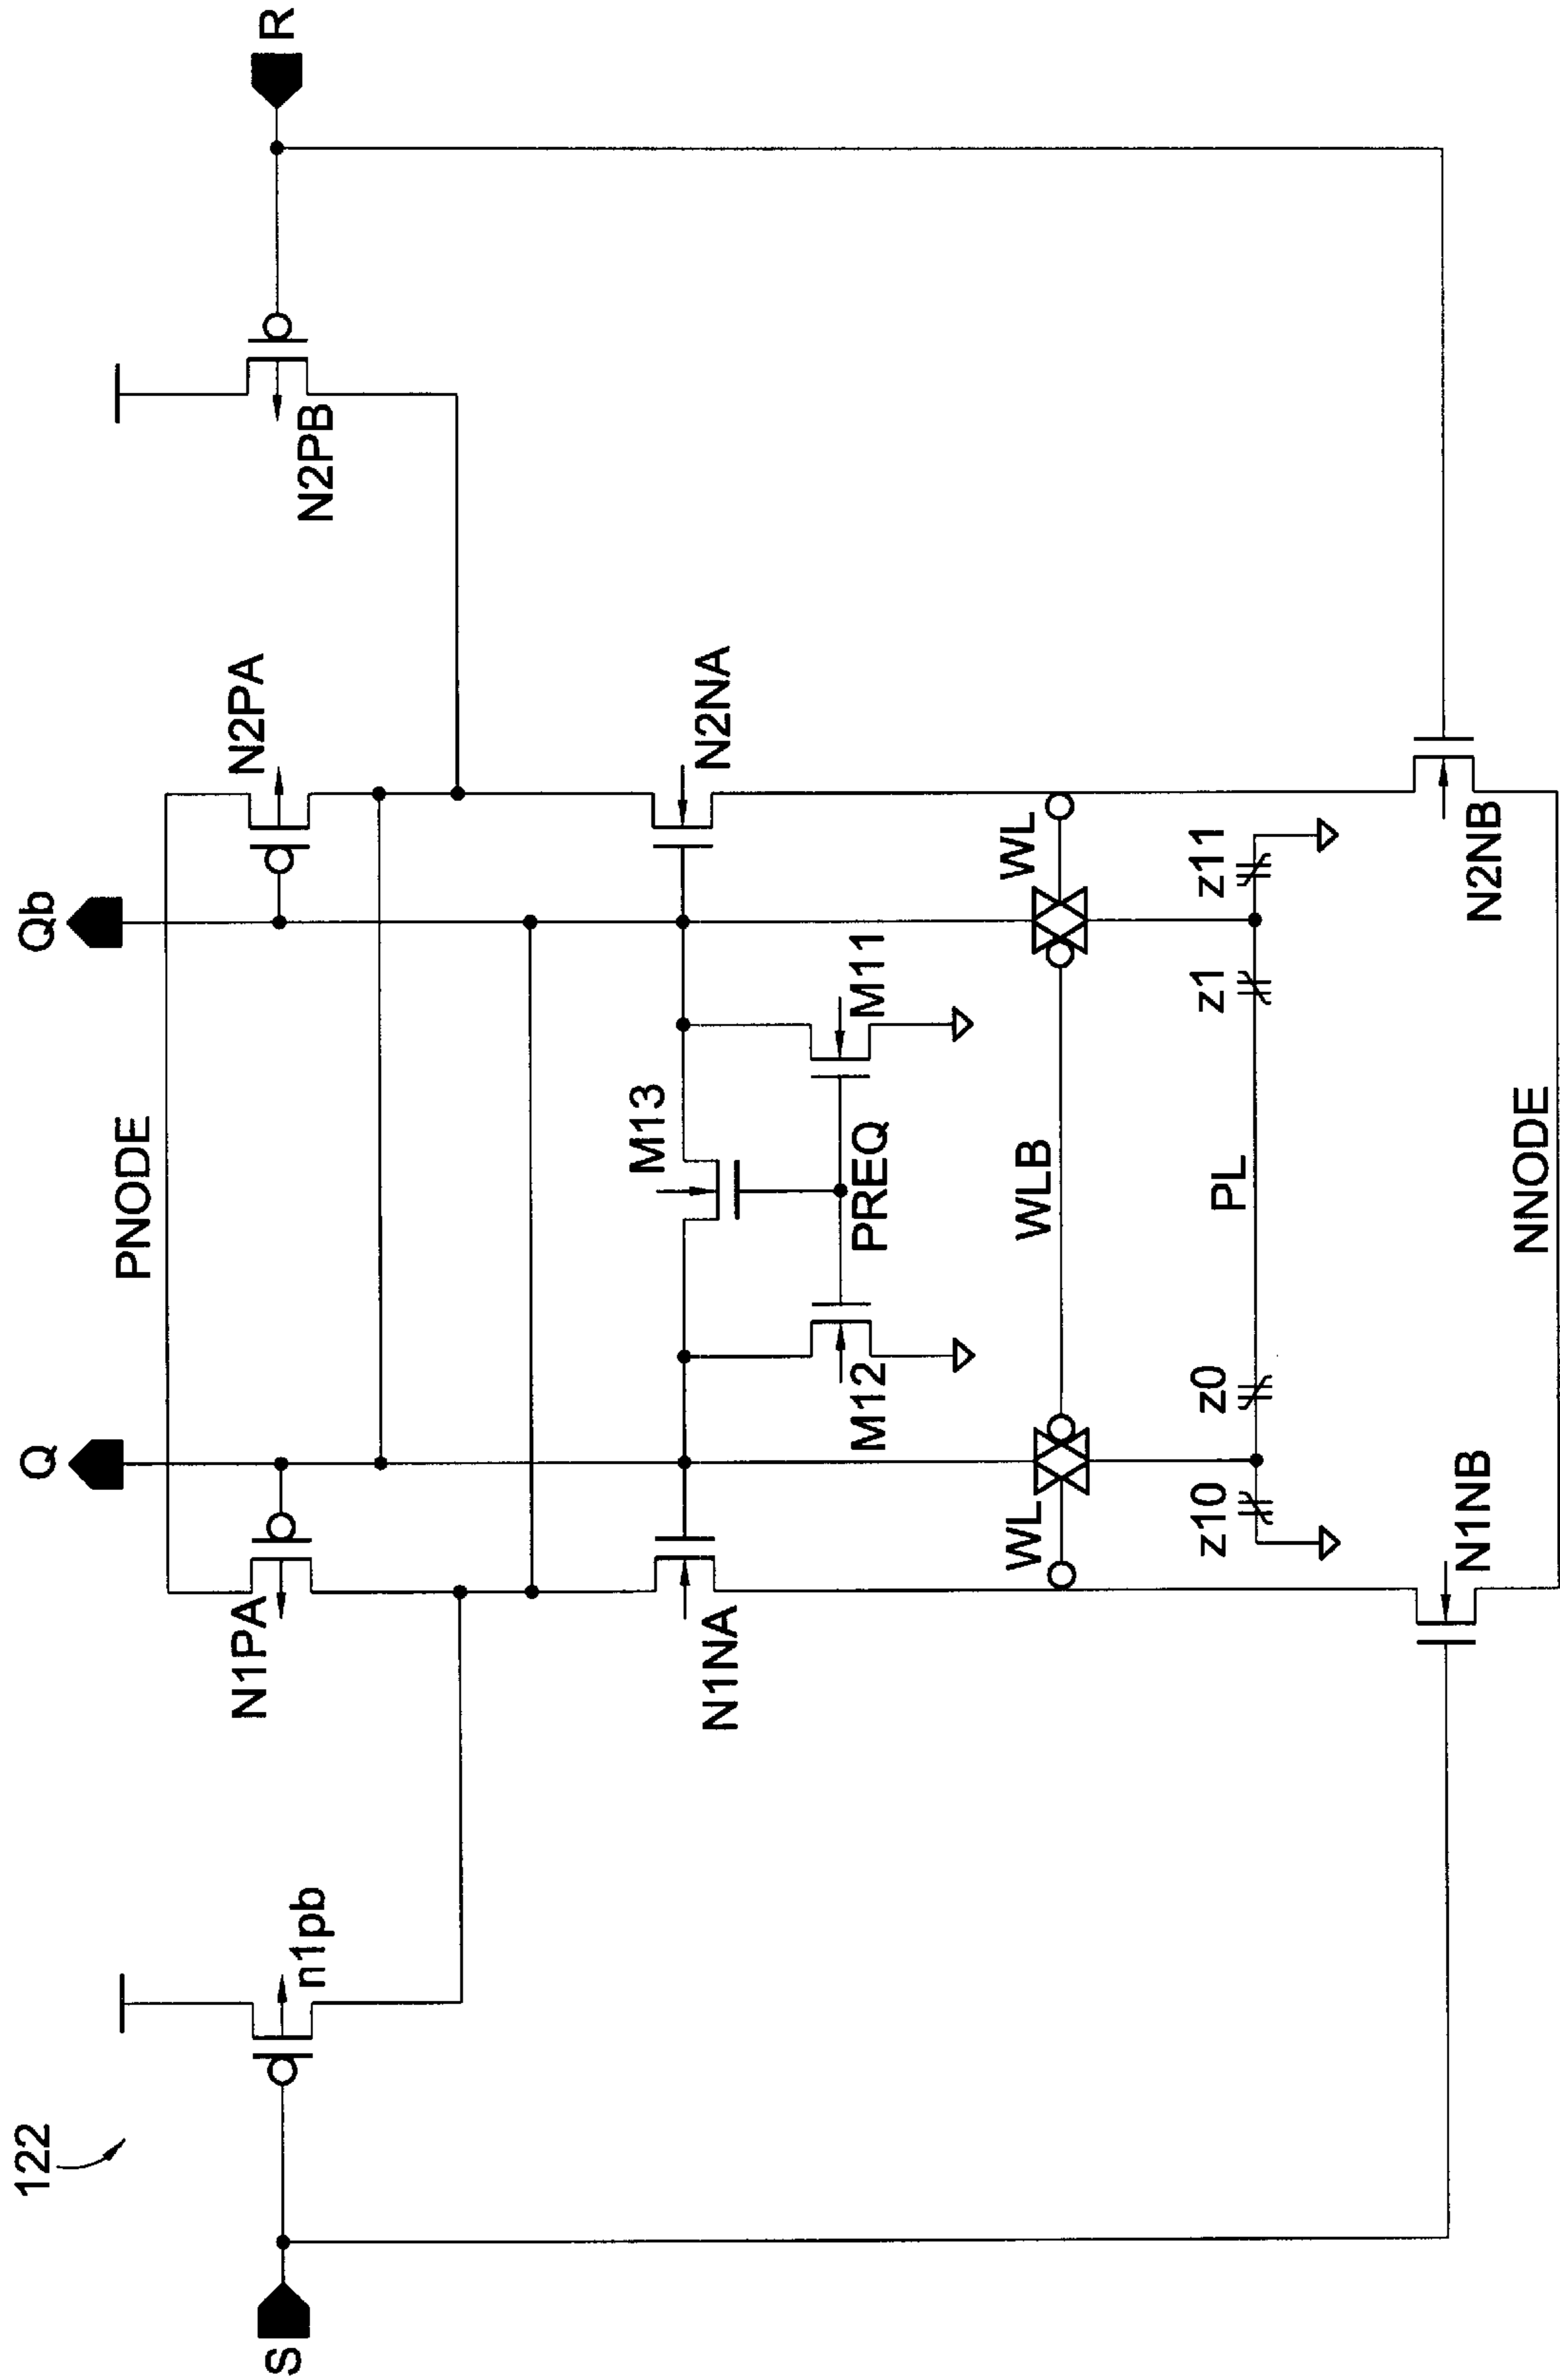 122
S
n1pb
Q
Qb
R
PNODE
N1PA
N2PA
N2PB
N1NA
M13
N2NA
M12
PREQ
M11
WL
WLB
WL
z10
z0
PL
z1
z11
N1NB
NNODE
N2NB